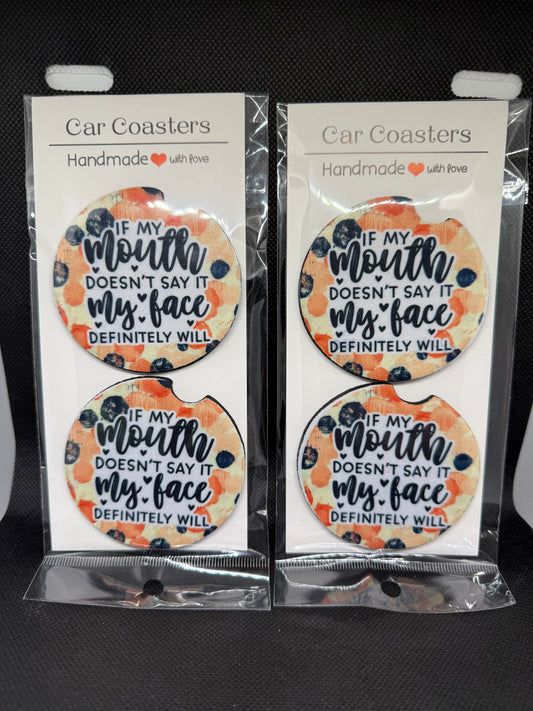 Car Coasters
Handmade with love
IF MY
mouth
DOESN'T SAY IT
my face
DEFINITELY WILL
IF MY
mouth
DOESN'T SAY IT
my face
DEFINITELY WILL
Car Coasters
Handmade with love
IF MY
mouth
DOESN'T SAY IT
my face
DEFINITELY WILL
IF MY
mouth
DOESN'T SAY IT
my face
DEFINITELY WILL